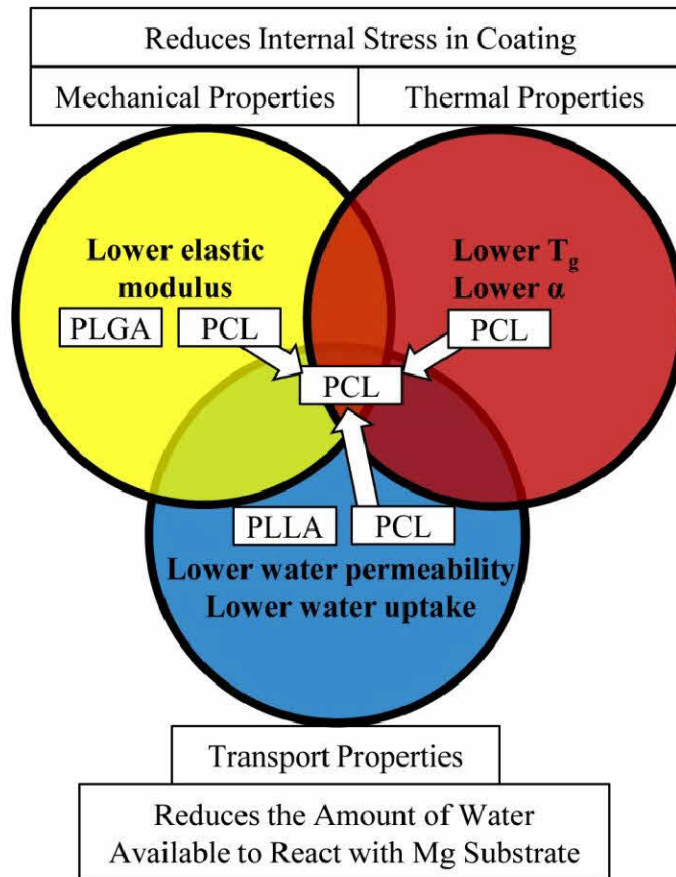 Reduces Internal Stress in Coating
Mechanical Properties
Thermal Properties
Lower elastic
modulus
PLGA
PCL
Lower Tg
Lower α
PCL
PCL
PLLA
PCL
Lower water permeability
Lower water uptake
Transport Properties
Reduces the Amount of Water
Available to React with Mg Substrate